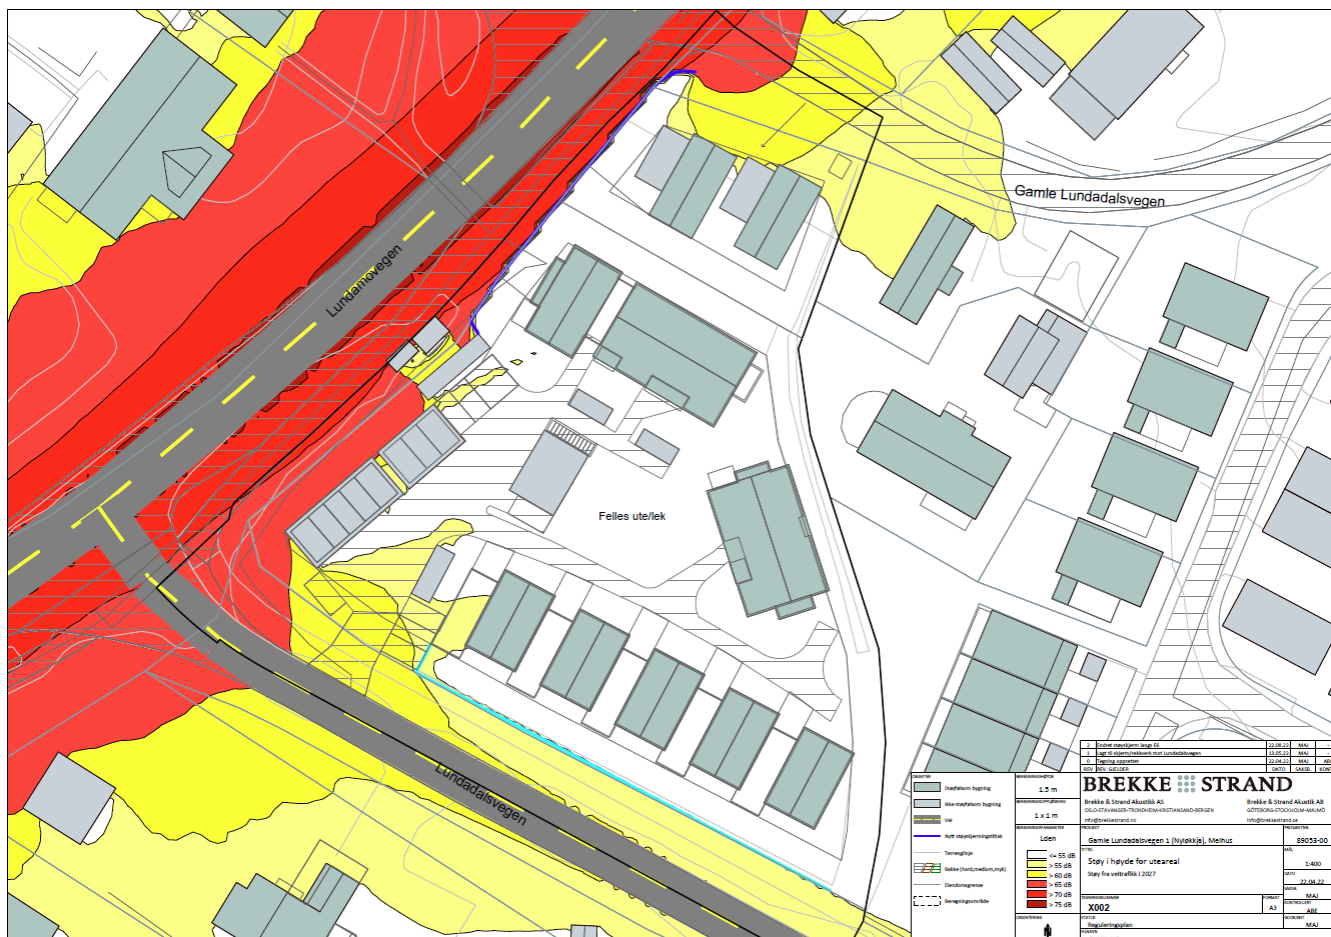 Lundamovegen
Gamle Lundadalsvegen
Felles ute/lek
Lundadalsvegen
2 Endret støyskjerm langs E6 22.08.22 MAJ -
1 Lagt til skjerm/rekkverk mot Lundadalsvegen 13.05.22 MAJ -
0 Tegning opprettet 22.04.22 MAJ ABE
REV REV. GJELDER DATO SAKSB. KONT
OBJEKTER
Støyfølsom bygning
Ikke støyfølsom bygning
Vei
Nytt støyskjermingstiltak
Terrenglinje
Bakke (hard,medium,myk)
Eiendomsgrense
Beregningsområde
BEREGNINGSHØYDE
1.5 m
BEREGNINGSOPPLØSNING
1 x 1 m
BEREGNINGSPARAMETER
Lden
<= 55 dB
> 55 dB
> 60 dB
> 65 dB
> 70 dB
> 75 dB
ORIENTERING
BREKKE STRAND
Brekke & Strand Akustikk AS
OSLO-STAVANGER-TRONDHEIM-KRISTIANSAND-BERGEN
info@brekkestrand.no
Brekke & Strand Akustik AB
GÖTEBORG-STOCKHOLM-MALMÖ
info@brekkestrand.se
PROSJEKT
Gamle Lundadalsvegen 1 (Nyløkkja), Melhus
PROSJEKTNR.
89053-00
TITTEL
Støy i høyde for uteareal
Støy fra veitrafikk i 2027
MÅL
1:400
DATO
22.04.22
SAKSB.
MAJ
TEGNINGSNUMMER
X002
FORMAT
A3
KONTROLLERT
ABE
STATUS
Reguleringsplan
GODKJENT
MAJ
FILNAVN